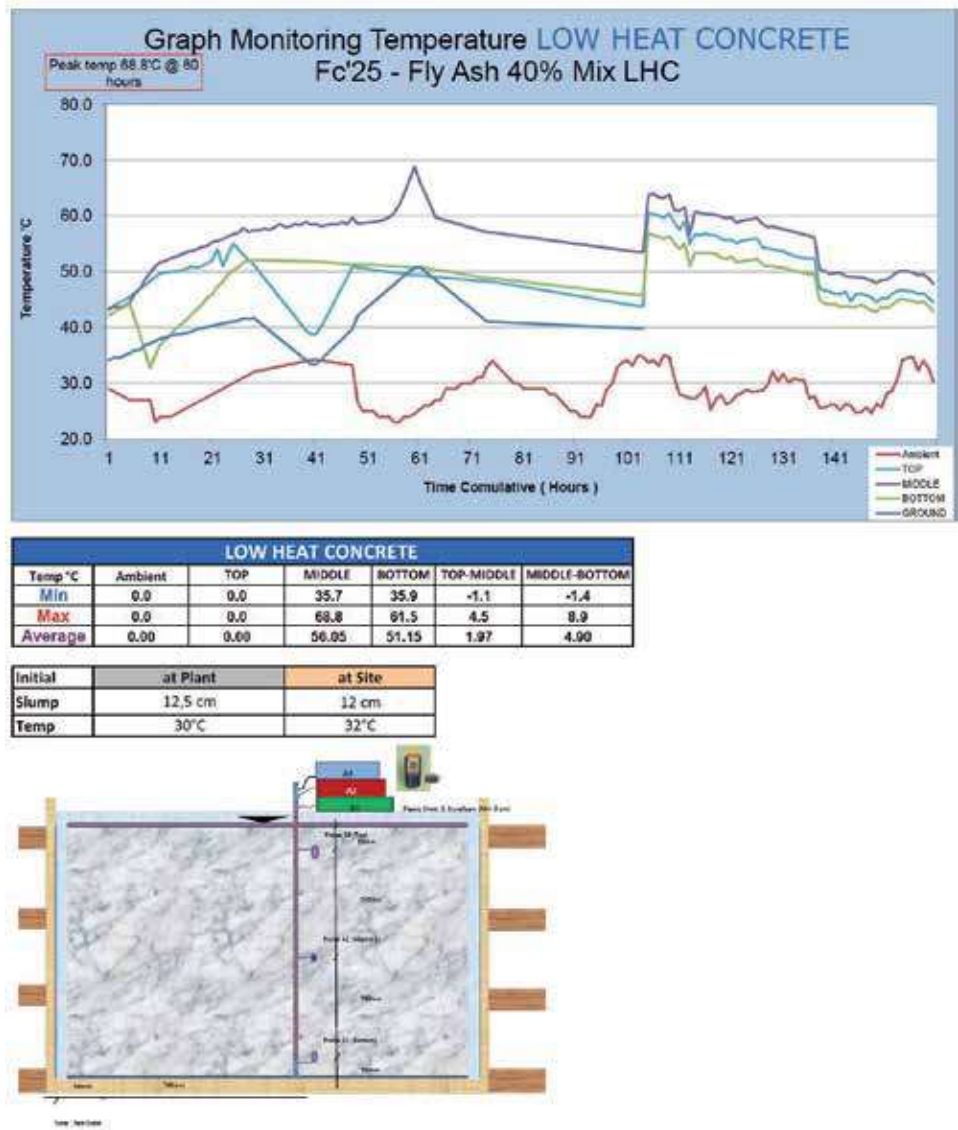 Graph Monitoring Temperature LOW HEAT CONCRETE
Fc'25 - Fly Ash 40% Mix LHC
Peak temp 68.8'C @ 60
hours
Temperature °C
80.0
70.0
60.0
50.0
40.0
30.0
20.0
1 11 21 31 41 51 61 71 81 91 101 111 121 131 141
Time Comulative ( Hours )
Ambient
TOP
MIDDLE
BOTTOM
GROUND
LOW HEAT CONCRETE
Temp °C Ambient TOP MIDDLE BOTTOM TOP-MIDDLE MIDDLE-BOTTOM
Min 0.0 0.0 35.7 35.9 -1.1 -1.4
Max 0.0 0.0 68.8 61.5 4.5 8.9
Average 0.00 0.00 56.05 51.15 1.97 4.90
Initial at Plant at Site
Slump 12,5 cm 12 cm
Temp 30°C 32°C